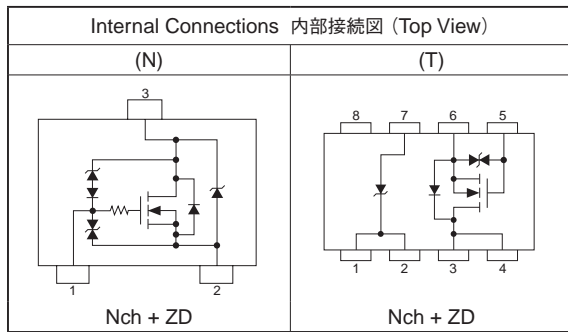 Internal Connections 内部接続図 (Top View)
(N)
(T)
3
1
2
Nch + ZD
8 7 6 5
1 2 3 4
Nch + ZD